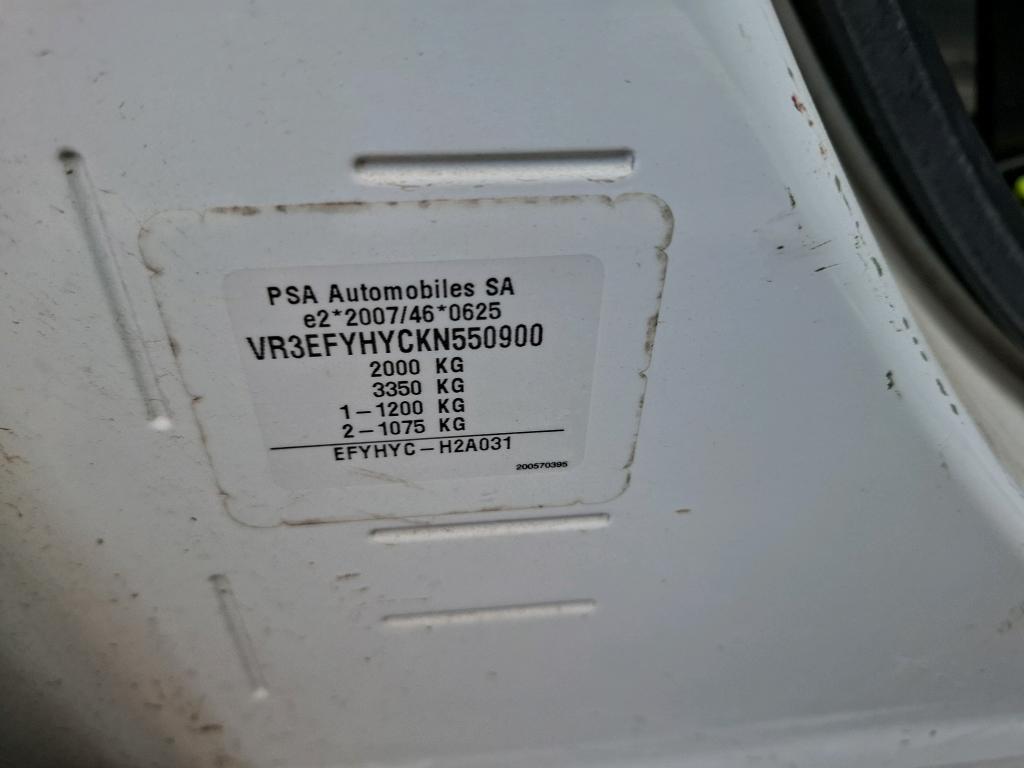 PSA Automobiles SA
e2*2007/46*0625
VR3EFYHYCKN550900
2000 KG
3350 KG
1-1200 KG
2-1075 KG
EFYHYC-H2A031
200570395